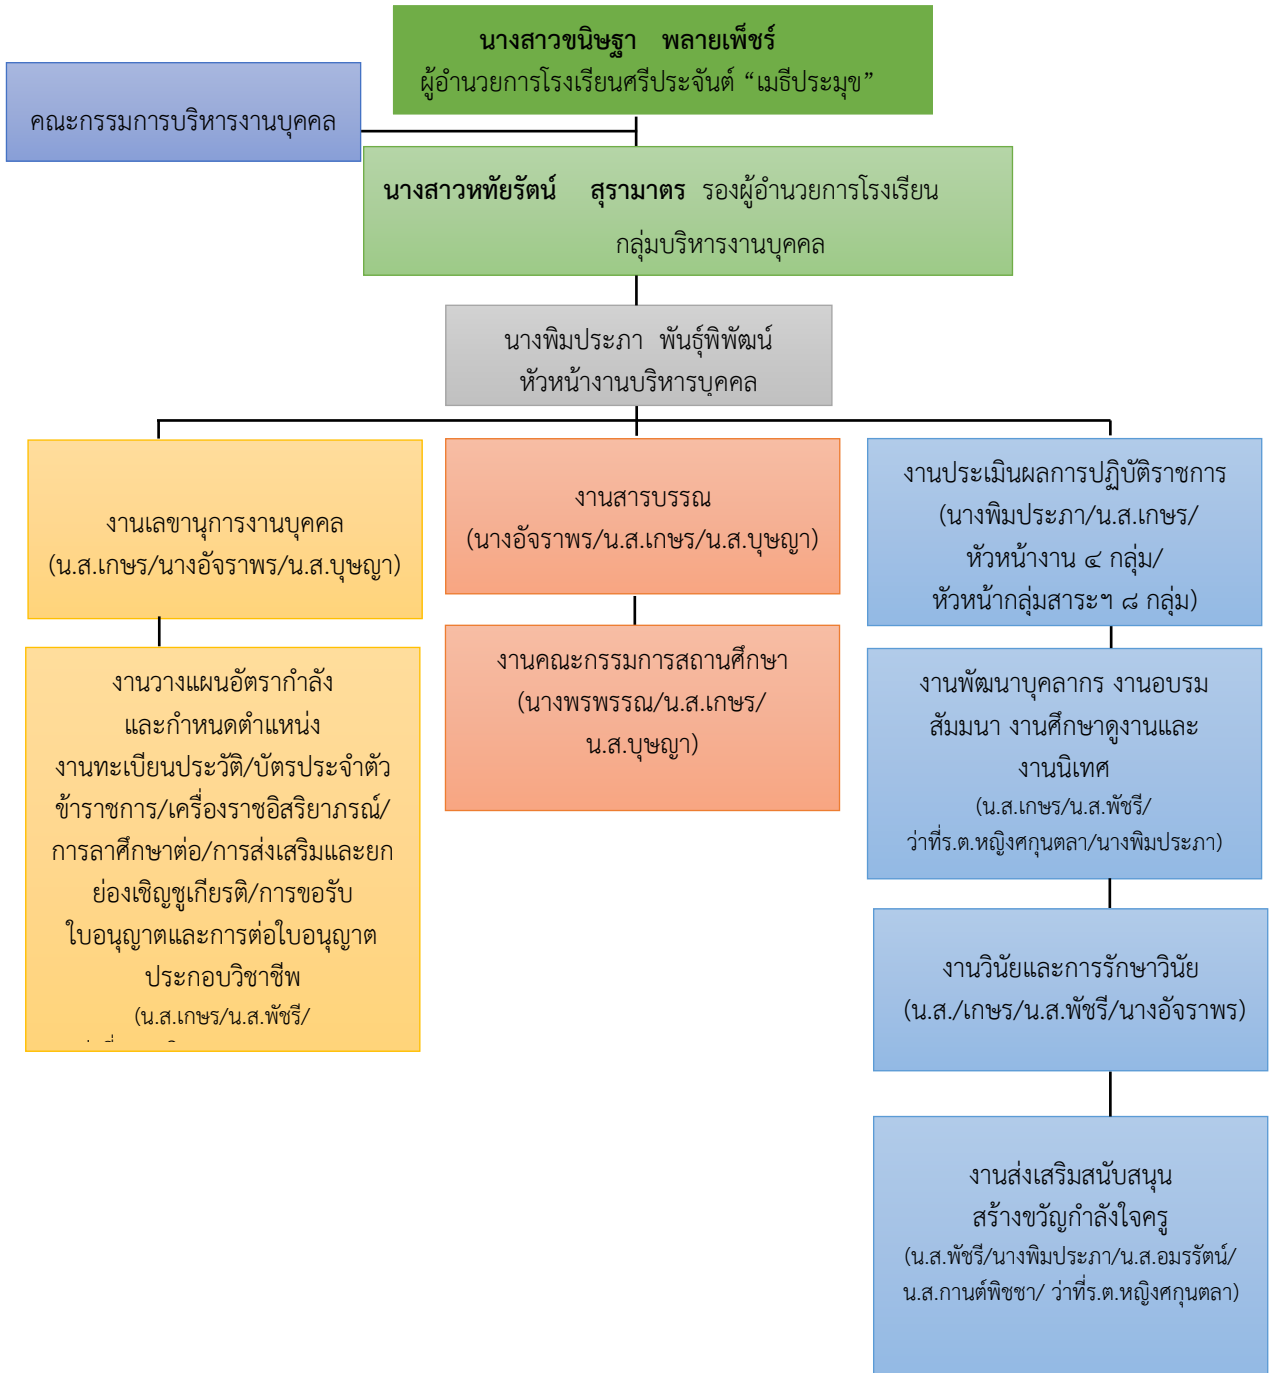 นางสาวขนิษฐา พลายเพ็ชร์
ผู้อำนวยการโรงเรียนศรีประจันต์ “เมธีประมุข”
คณะกรรมการบริหารงานบุคคล
นางสาวหทัยรัตน์ สุรามาตร รองผู้อำนวยการโรงเรียน
กลุ่มบริหารงานบุคคล
นางพิมประภา พันธุ์พิพัฒน์
หัวหน้างานบริหารบุคคล
งานเลขานุการงานบุคคล
(น.ส.เกษร/นางอัจราพร/น.ส.บุษญา)
งานวางแผนอัตรากำลัง
และกำหนดตำแหน่ง
งานทะเบียนประวัติ/บัตรประจำตัว
ข้าราชการ/เครื่องราชอิสริยาภรณ์/
การลาศึกษาต่อ/การส่งเสริมและยก
ย่องเชิญชูเกียรติ/การขอรับ
ใบอนุญาตและการต่อใบอนุญาต
ประกอบวิชาชีพ
(น.ส.เกษร/น.ส.พัชรี/
งานสารบรรณ
(นางอัจราพร/น.ส.เกษร/น.ส.บุษญา)
งานคณะกรรมการสถานศึกษา
(นางพรพรรณ/น.ส.เกษร/
น.ส.บุษญา)
งานประเมินผลการปฏิบัติราชการ
(นางพิมประภา/น.ส.เกษร/
หัวหน้างาน ๔ กลุ่ม/
หัวหน้ากลุ่มสาระฯ ๘ กลุ่ม)
งานพัฒนาบุคลากร งานอบรม
สัมมนา งานศึกษาดูงานและ
งานนิเทศ
(น.ส.เกษร/น.ส.พัชรี/
ว่าที่ร.ต.หญิงศกุนตลา/นางพิมประภา)
งานวินัยและการรักษาวินัย
(น.ส./เกษร/น.ส.พัชรี/นางอัจราพร)
งานส่งเสริมสนับสนุน
สร้างขวัญกำลังใจครู
(น.ส.พัชรี/นางพิมประภา/น.ส.อมรรัตน์/
น.ส.กานต์พิชชา/ ว่าที่ร.ต.หญิงศกุนตลา)